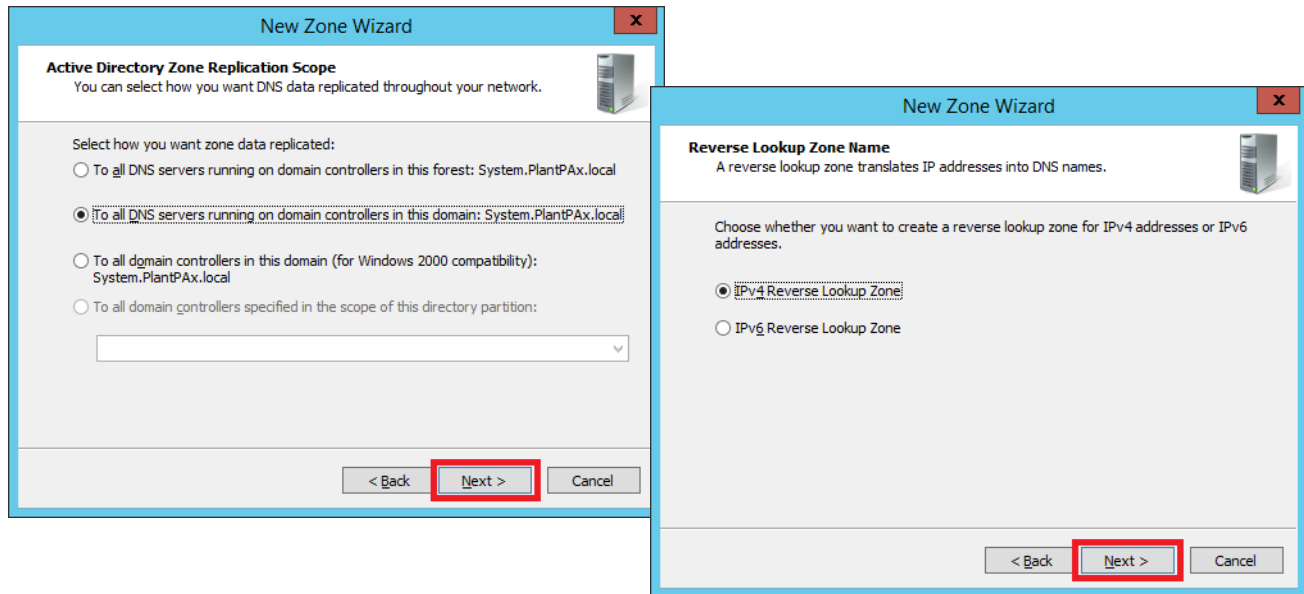 New Zone Wizard
x
Active Directory Zone Replication Scope
You can select how you want DNS data replicated throughout your network.
Select how you want zone data replicated:
To all DNS servers running on domain controllers in this forest: System.PlantPAx.local
To all DNS servers running on domain controllers in this domain: System.PlantPAx.local
To all domain controllers in this domain (for Windows 2000 compatibility):
System.PlantPAx.local
To all domain controllers specified in the scope of this directory partition:
< Back
Next >
Cancel
New Zone Wizard
x
Reverse Lookup Zone Name
A reverse lookup zone translates IP addresses into DNS names.
Choose whether you want to create a reverse lookup zone for IPv4 addresses or IPv6
addresses.
IPv4 Reverse Lookup Zone
IPv6 Reverse Lookup Zone
< Back
Next >
Cancel